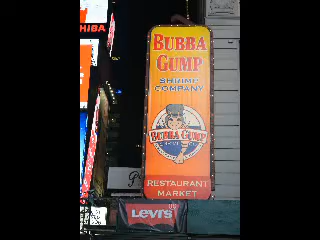 BUBBA
GUMP
SHRIMP
COMPANY
BUBBA GUMP
RESTAURANT
MARKET
LEVI'S
HIBA